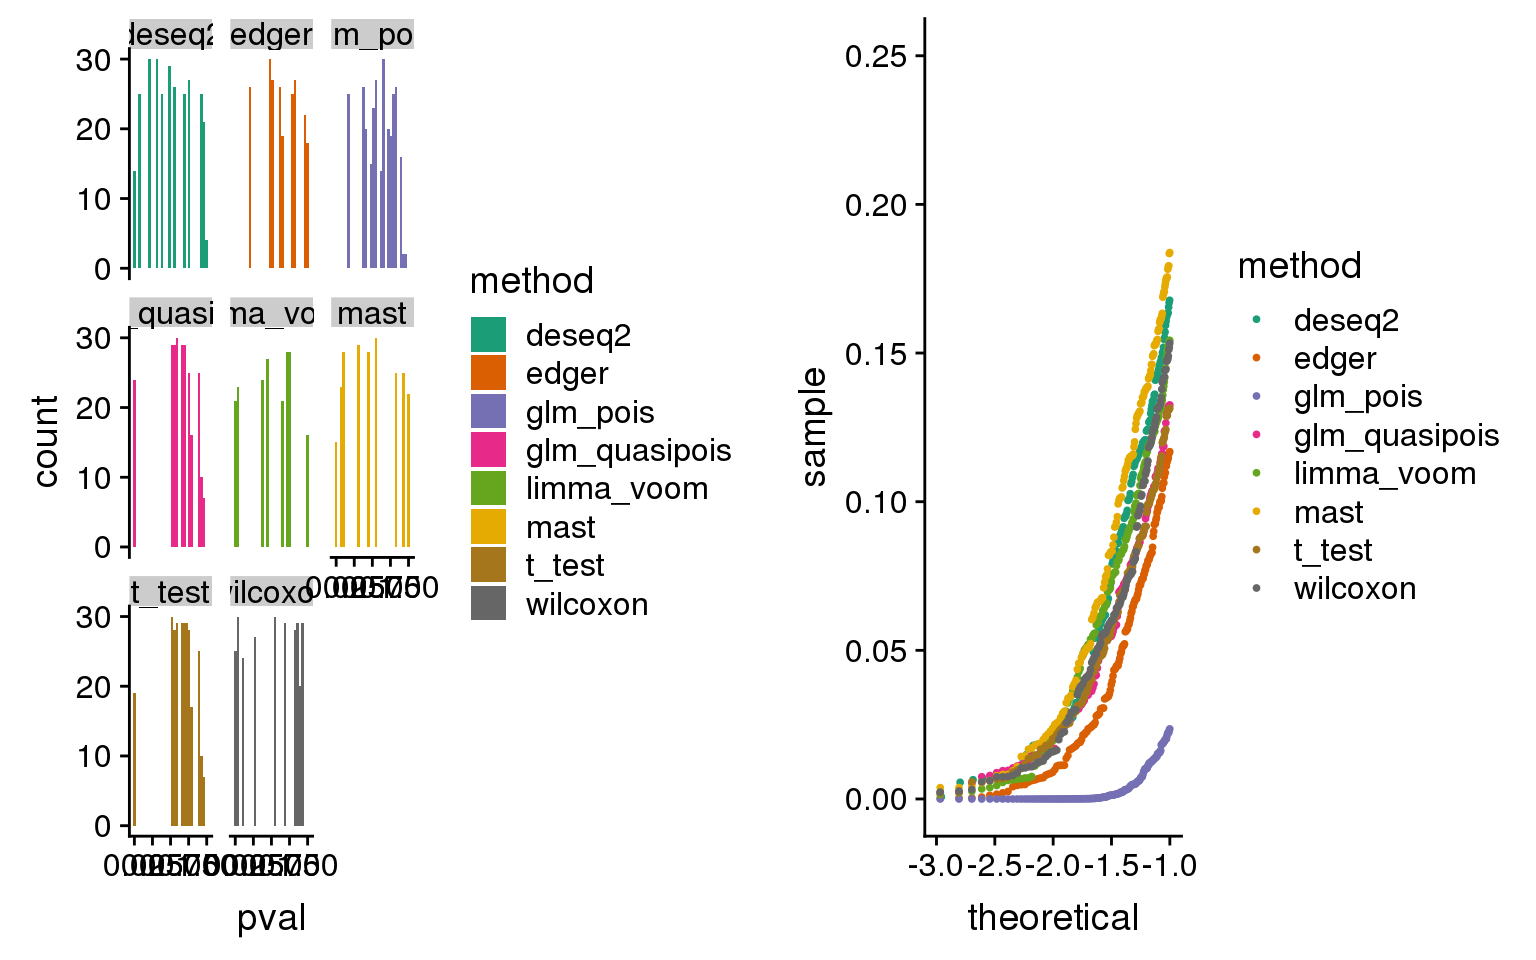 deseq2 edger m_po
30
20
10
0
_quasi ma_vo mast
30
20
10
0
t_test wilcoxo
30
20
10
0
count
pval
method
deseq2
edger
glm_pois
glm_quasipois
limma_voom
mast
t_test
wilcoxon
0.25
0.20
0.15
0.10
0.05
0.00
sample
-3.0 -2.5 -2.0 -1.5 -1.0
theoretical
method
deseq2
edger
glm_pois
glm_quasipois
limma_voom
mast
t_test
wilcoxon